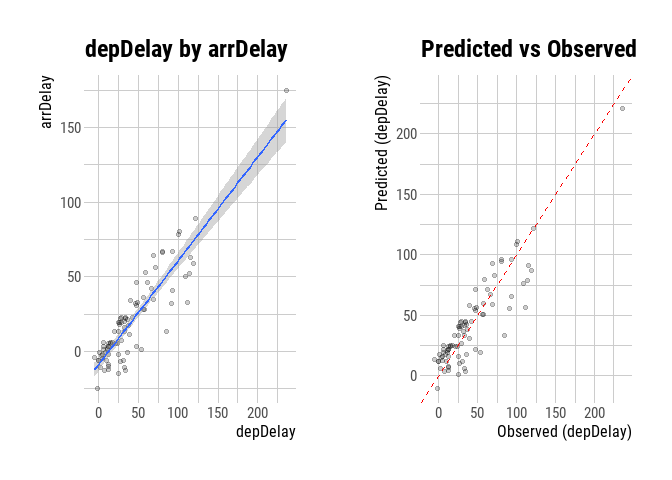 depDelay by arrDelay
arrDelay
150
100
50
0
0 50 100 150 200
depDelay
Predicted vs Observed
Predicted (depDelay)
200
150
100
50
0
0 50 100 150 200
Observed (depDelay)